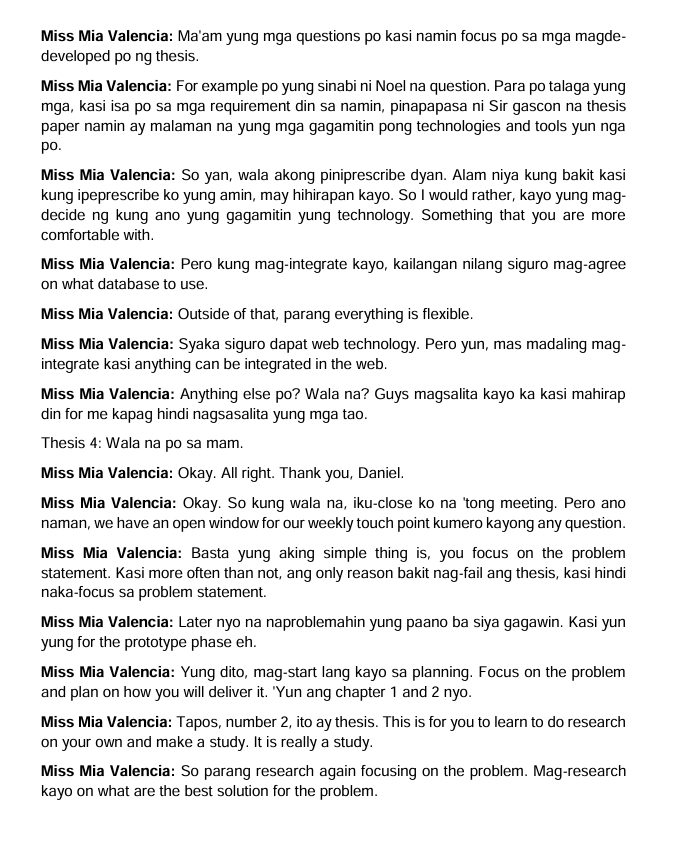 Miss Mia Valencia: Ma'am yung mga questions po kasi namin focus po sa mga magde-
developed po ng thesis.
Miss Mia Valencia: For example po yung sinabi ni Noel na question. Para po talaga yung
mga, kasi isa po sa mga requirement din sa namin, pinapapasa ni Sir gascon na thesis
paper namin ay malaman na yung mga gagamitin pong technologies and tools yun nga
po.
Miss Mia Valencia: So yan, wala akong piniprescribe dyan. Alam niya kung bakit kasi
kung ipeprescribe ko yung amin, may hihirapan kayo. So I would rather, kayo yung mag-
decide ng kung ano yung gagamitin yung technology. Something that you are more
comfortable with.
Miss Mia Valencia: Pero kung mag-integrate kayo, kailangan nilang siguro mag-agree
on what database to use.
Miss Mia Valencia: Outside of that, parang everything is flexible.
Miss Mia Valencia: Syaka siguro dapat web technology. Pero yun, mas madaling mag-
integrate kasi anything can be integrated in the web.
Miss Mia Valencia: Anything else po? Wala na? Guys magsalita kayo ka kasi mahirap
din for me kapag hindi nagsasalita yung mga tao.
Thesis 4: Wala na po sa mam.
Miss Mia Valencia: Okay. All right. Thank you, Daniel.
Miss Mia Valencia: Okay. So kung wala na, iku-close ko na 'tong meeting. Pero ano
naman, we have an open window for our weekly touch point kumero kayong any question.
Miss Mia Valencia: Basta yung aking simple thing is, you focus on the problem
statement. Kasi more often than not, ang only reason bakit nag-fail ang thesis, kasi hindi
naka-focus sa problem statement.
Miss Mia Valencia: Later nyo na naproblemahin yung paano ba siya gagawin. Kasi yun
yung for the prototype phase eh.
Miss Mia Valencia: Yung dito, mag-start lang kayo sa planning. Focus on the problem
and plan on how you will deliver it. 'Yun ang chapter 1 and 2 nyo.
Miss Mia Valencia: Tapos, number 2, ito ay thesis. This is for you to learn to do research
on your own and make a study. It is really a study.
Miss Mia Valencia: So parang research again focusing on the problem. Mag-research
kayo on what are the best solution for the problem.